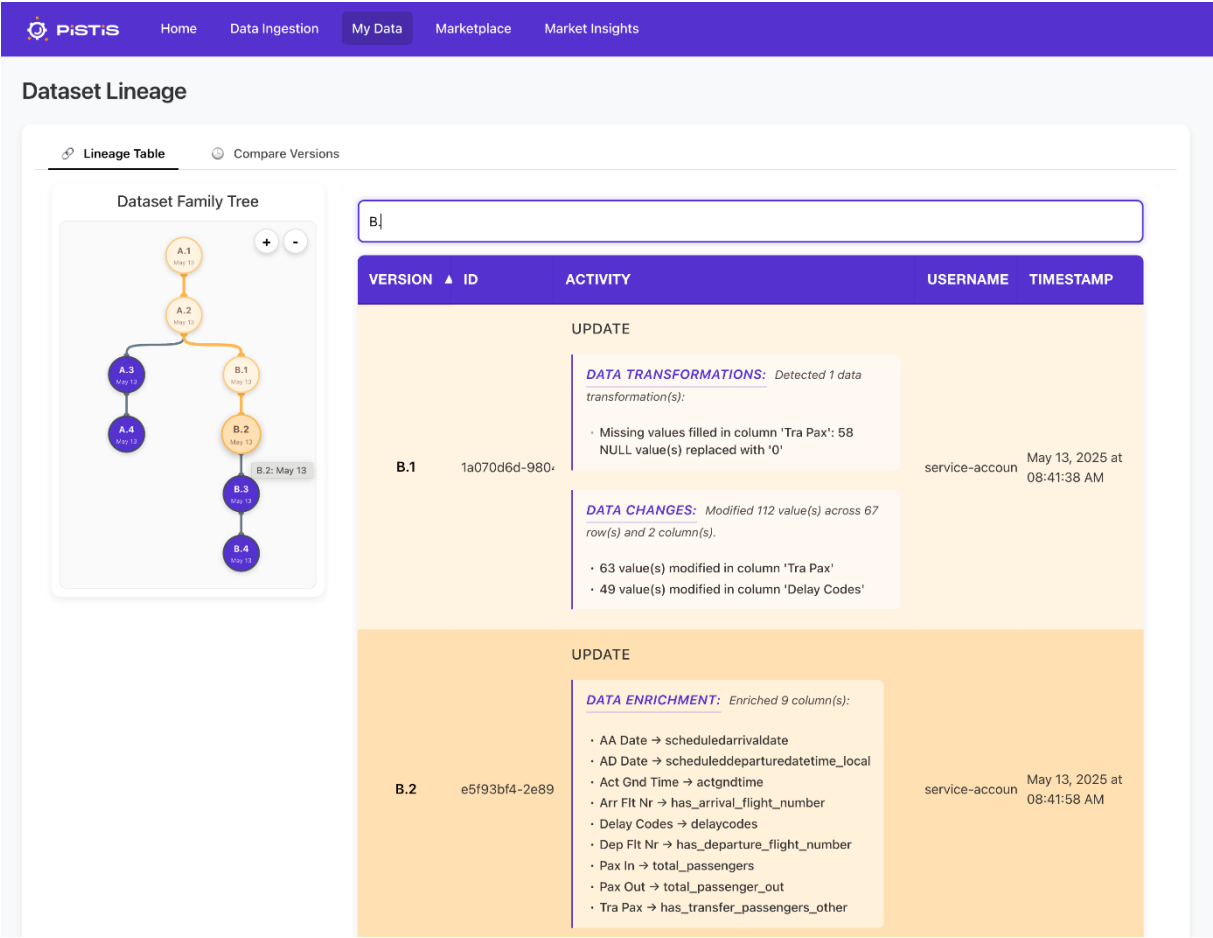 PiSTiS
Home
Data Ingestion
My Data
Marketplace
Market Insights
Dataset Lineage
Lineage Table
Compare Versions
Dataset Family Tree
+
-
A.1
May 13
A.2
May 13
A.3
May 13
B.1
May 13
A.4
May 13
B.2
May 13
B.2: May 13
B.3
May 13
B.4
May 13
B.
VERSION ▲ ID ACTIVITY USERNAME TIMESTAMP
UPDATE
DATA TRANSFORMATIONS: Detected 1 data
transformation(s):
· Missing values filled in column 'Tra Pax': 58
NULL value(s) replaced with '0'
B.1
1a070d6d-980
service-accoun
May 13, 2025 at
08:41:38 AM
DATA CHANGES: Modified 112 value(s) across 67
row(s) and 2 column(s).
· 63 value(s) modified in column 'Tra Pax'
· 49 value(s) modified in column 'Delay Codes'
UPDATE
DATA ENRICHMENT: Enriched 9 column(s):
· AA Date → scheduledarrivaldate
· AD Date → scheduleddeparturedatetime_local
· Act Gnd Time → actgndtime
· Arr Flt Nr → has_arrival_flight_number
· Delay Codes → delaycodes
· Dep Flt Nr → has_departure_flight_number
· Pax In → total_passengers
· Pax Out → total_passenger_out
· Tra Pax → has_transfer_passengers_other
B.2
e5f93bf4-2e89
service-accoun
May 13, 2025 at
08:41:58 AM